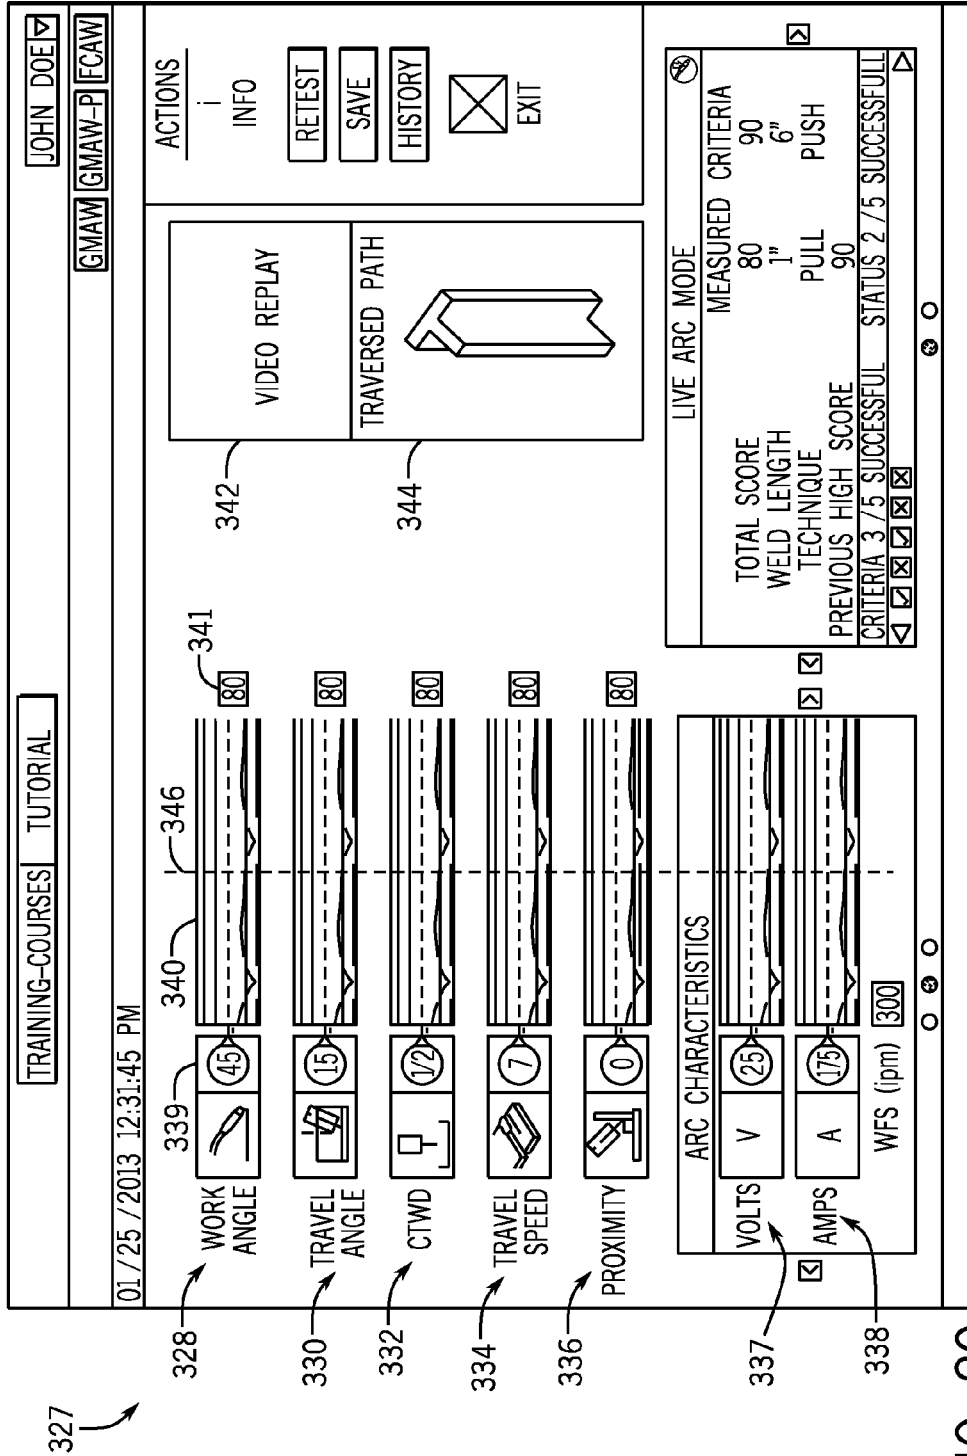 327
TRAINING-COURSES TUTORIAL
JOHN DOE
GMAW GMAW-P FCAW
01/25/2013 12:31:45 PM
339 340 346 341
328
WORK ANGLE 45 80
330
TRAVEL ANGLE 15 80
332
CTWD 1/2 80
334
TRAVEL SPEED 7 80
336
PROXIMITY 0 80
342
VIDEO REPLAY
344
TRAVERSED PATH
ACTIONS
i
INFO
RETEST
SAVE
HISTORY
EXIT
ARC CHARACTERISTICS
337
VOLTS V 25
338
AMPS A 175
WFS (ipm) 300
LIVE ARC MODE
MEASURED CRITERIA
TOTAL SCORE 80 90
WELD LENGTH 1" 6"
TECHNIQUE PULL PUSH
PREVIOUS HIGH SCORE 90
CRITERIA 3 /5 SUCCESSFUL STATUS 2 /5 SUCCESSFULL